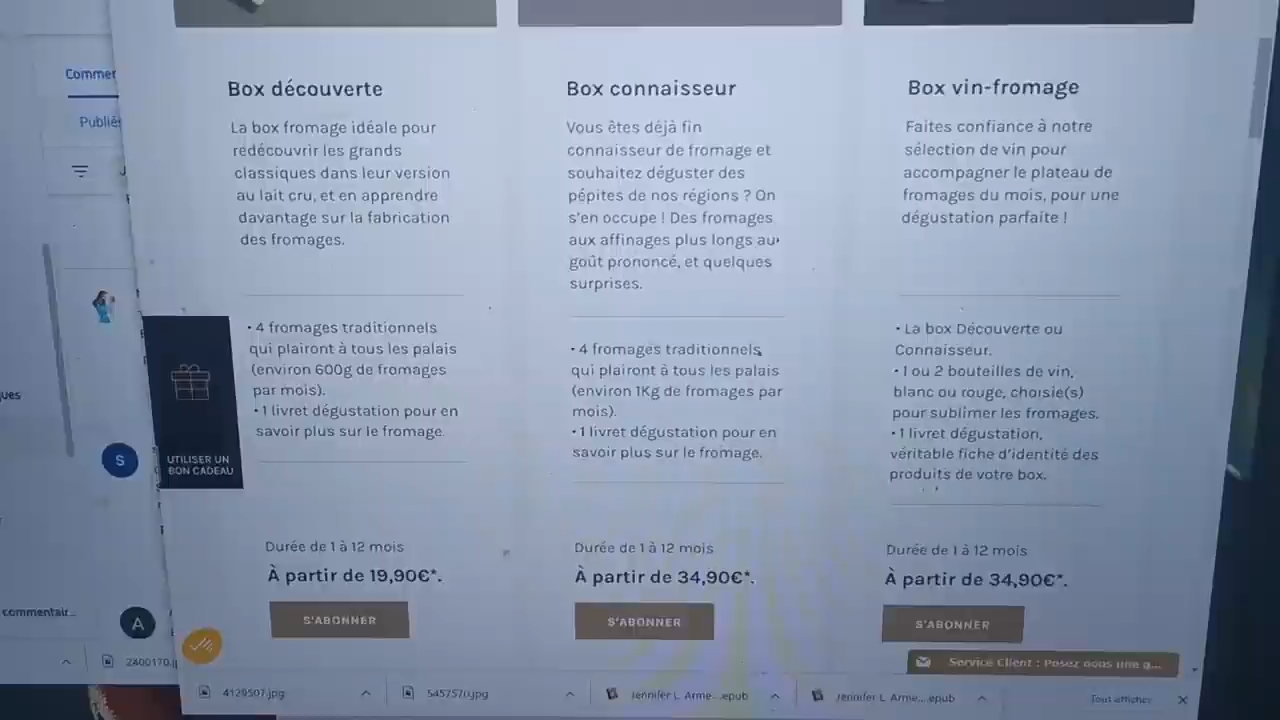 Commen
Publiés
Box découverte
La box fromage idéale pour
redécouvrir les grands
classiques dans leur version
au lait cru, et en apprendre
davantage sur la fabrication
des fromages.
• 4 fromages traditionnels
qui plairont à tous les palais
(environ 600g de fromages
par mois).
• 1 livret dégustation pour en
savoir plus sur le fromage.
Durée de 1 à 12 mois
À partir de 19,90€*.
S'ABONNER
Box connaisseur
Vous êtes déjà fin
connaisseur de fromage et
souhaitez déguster des
pépites de nos régions ? On
s'en occupe ! Des fromages
aux affinages plus longs au
goût prononcé, et quelques
surprises.
• 4 fromages traditionnels
qui plairont à tous les palais
(environ 1Kg de fromages par
mois).
• 1 livret dégustation pour en
savoir plus sur le fromage.
Durée de 1 à 12 mois
À partir de 34,90€*.
S'ABONNER
Box vin-fromage
Faites confiance à notre
sélection de vin pour
accompagner le plateau de
fromages du mois, pour une
dégustation parfaite !
• La box Découverte ou
Connaisseur.
• 1 ou 2 bouteilles de vin,
blanc ou rouge, choisie(s)
pour sublimer les fromages.
• 1 livret dégustation,
véritable fiche d'identité des
produits de votre box.
Durée de 1 à 12 mois
À partir de 34,90€*.
S'ABONNER
UTILISER UN
BON CADEAU
ques
S
commentair...
A
Service Client : Posez nous une q...
2400170.j
4129507.jpg
545757.jpg
Jennifer L. Arme....epub
Jennifer L. Arme....epub
Tout afficher